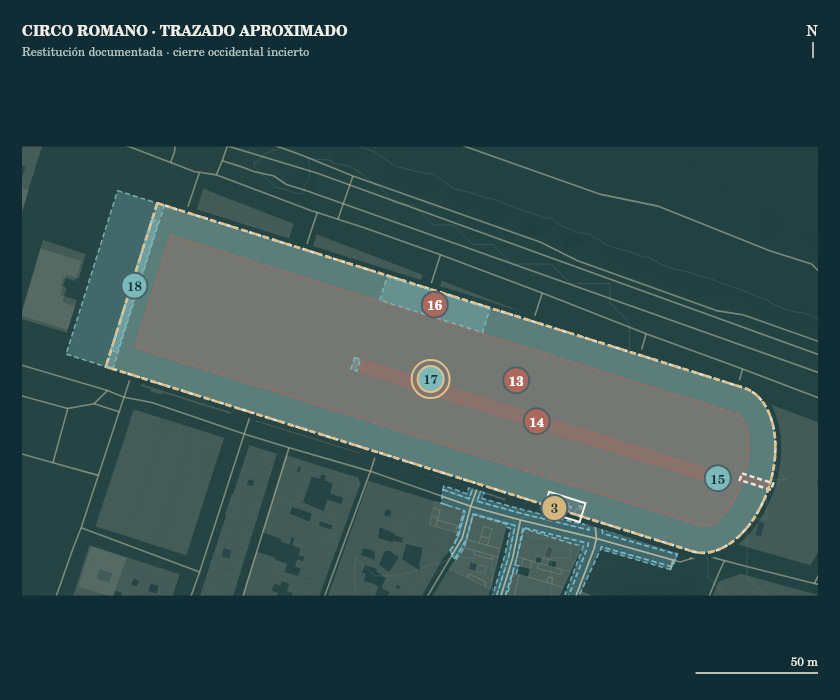 CIRCO ROMANO · TRAZADO APROXIMADO
Restitución documentada · cierre occidental incierto
N
18
16
17
13
14
15
3
50 m